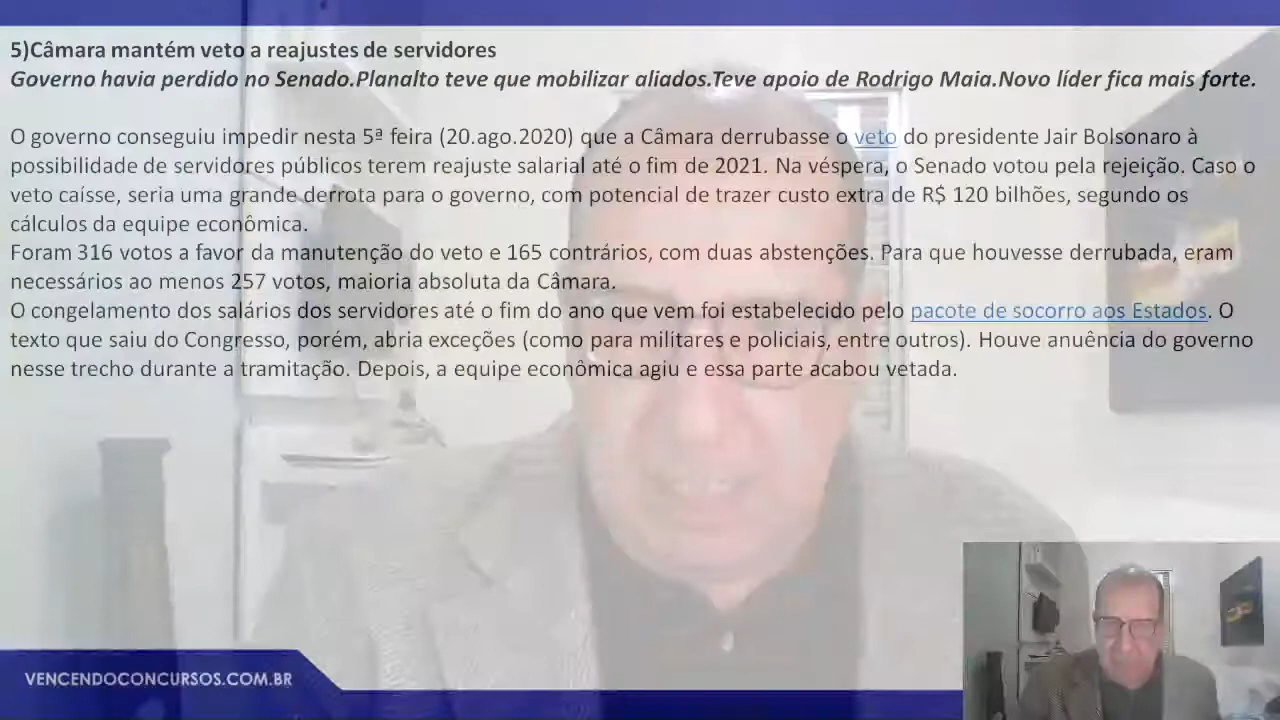 5)Câmara mantém veto a reajustes de servidores
Governo havia perdido no Senado.Planalto teve que mobilizar aliados.Teve apoio de Rodrigo Maia.Novo líder fica mais forte.
O governo conseguiu impedir nesta 5ª feira (20.ago.2020) que a Câmara derrubasse o veto do presidente Jair Bolsonaro à
possibilidade de servidores públicos terem reajuste salarial até o fim de 2021. Na véspera, o Senado votou pela rejeição. Caso o
veto caísse, seria uma grande derrota para o governo, com potencial de trazer custo extra de R$ 120 bilhões, segundo os
cálculos da equipe econômica.
Foram 316 votos a favor da manutenção do veto e 165 contrários, com duas abstenções. Para que houvesse derrubada, eram
necessários ao menos 257 votos, maioria absoluta da Câmara.
O congelamento dos salários dos servidores até o fim do ano que vem foi estabelecido pelo pacote de socorro aos Estados. O
texto que saiu do Congresso, porém, abria exceções (como para militares e policiais, entre outros). Houve anuência do governo
nesse trecho durante a tramitação. Depois, a equipe econômica agiu e essa parte acabou vetada.
VENCENDOCONCURSOS.COM.BR